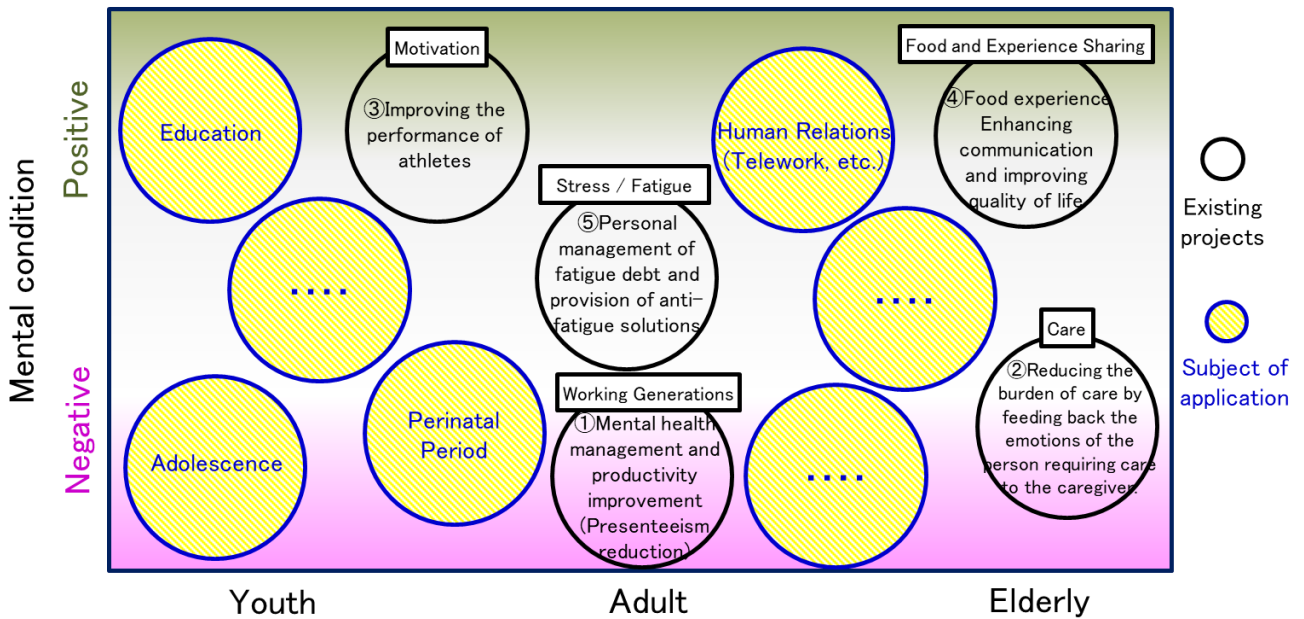 Mental condition
Positive
Negative
Education
Motivation
③Improving the
performance of
athletes
Human Relations
(Telework, etc.)
Food and Experience Sharing
④Food experience
Enhancing
communication
and improving
quality of life
Stress / Fatigue
⑤Personal
management of
fatigue debt and
provision of anti-
fatigue solutions
....
....
Adolescence
Perinatal
Period
Working Generations
①Mental health
management and
productivity
improvement
(Presenteeism
reduction)
....
Care
②Reducing the
burden of care by
feeding back the
emotions of the
person requiring care
to the caregiver.
Youth
Adult
Elderly
Existing
projects
Subject of
application